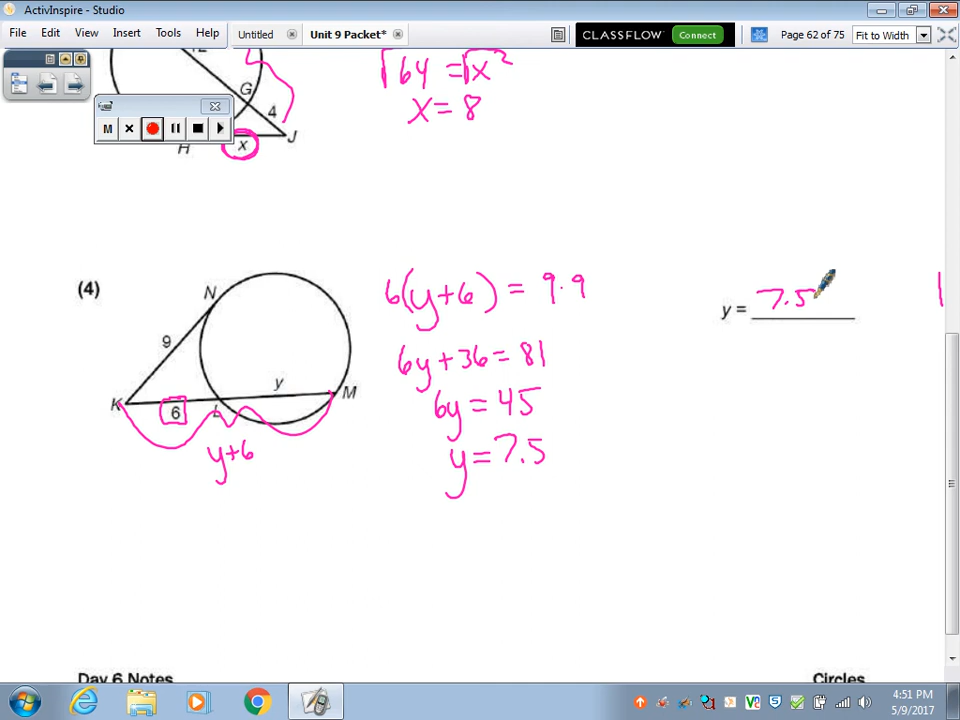 ActivInspire - Studio
File Edit View Insert Tools Untitled Unit 9 Packet* CLASSFLOW Connect Page 62 of 75 Fit to Width
12
G
4
M
H x J
√64 = √x²
x = 8
(4)
N
9
K 6 L y M
y+6
6(y+6) = 9·9
6y+36 = 81
6y = 45
y = 7.5
y = 7.5
Day 6 Notes Circles
4:51 PM
5/9/2017